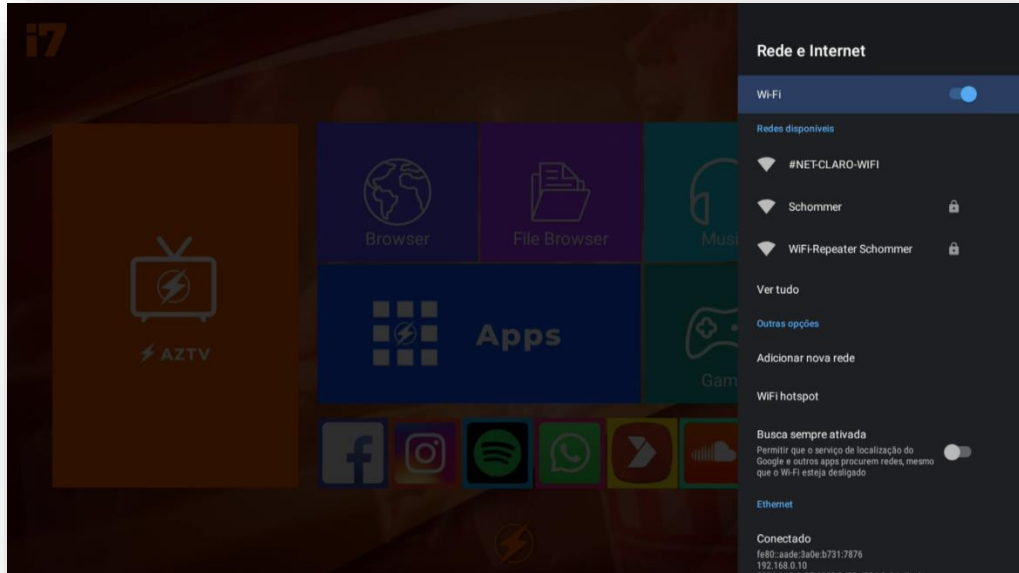 i7
Browser
File Browser
Musi
AZTV
Apps
Gam
Rede e Internet
Wi-Fi
Redes disponíveis
#NET-CLARO-WIFI
Schommer
WiFi-Repeater Schommer
Ver tudo
Outras opções
Adicionar nova rede
WiFi hotspot
Busca sempre ativada
Permitir que o serviço de localização do
Google e outros apps procurem redes, mesmo
que o Wi-Fi esteja desligado
Ethernet
Conectado
fe80::aade:3a0e:b731:7876
192.168.0.10